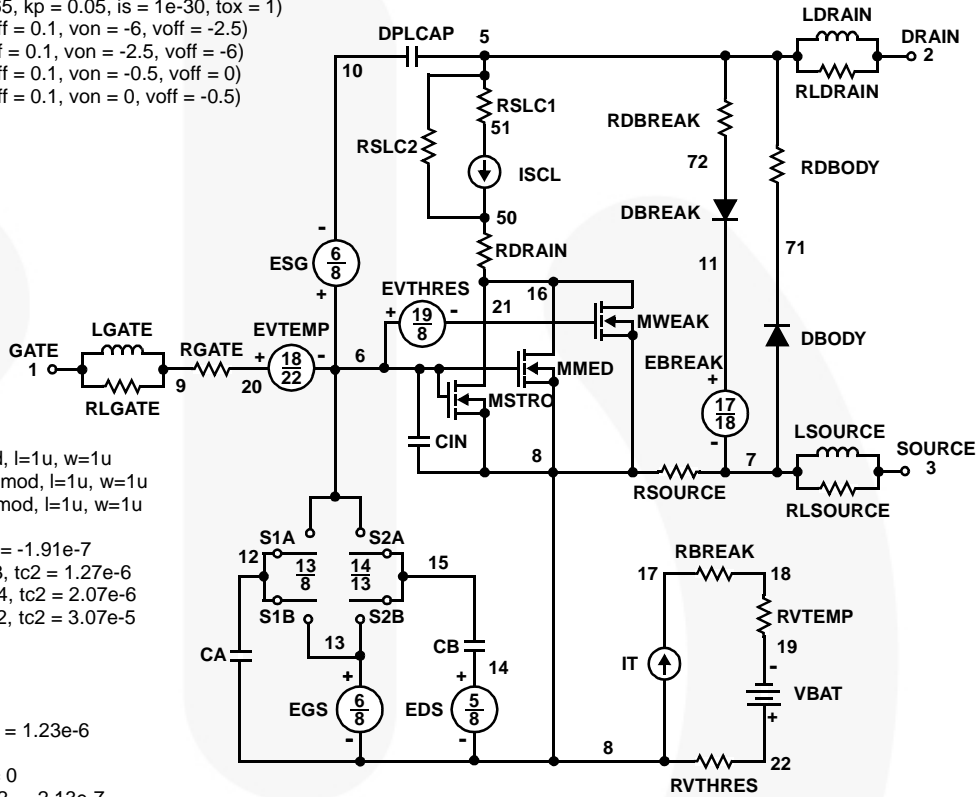 65, kp = 0.05, is = 1e-30, tox = 1)
ff = 0.1, von = -6, voff = -2.5)
f = 0.1, von = -2.5, voff = -6)
ff = 0.1, von = -0.5, voff = 0)
ff = 0.1, von = 0, voff = -0.5)
l=1u, w=1u
mod, l=1u, w=1u
mod, l=1u, w=1u
= -1.91e-7
tc2 = 1.27e-6
4, tc2 = 2.07e-6
2, tc2 = 3.07e-5
= 1.23e-6
0
LDRAIN
DPLCAP
5
DRAIN
2
10
RLDRAIN
RSLC1
51
RDBREAK
RSLC2
72
RDBODY
ISCL
DBREAK
50
-
RDRAIN
ESG
6
8
+
11
71
EVTHRES
16
+
19
8
-
21
MWEAK
LGATE
EVTEMP
GATE
1
RGATE
+
18
22
-
6
MMED
EBREAK
+
DBODY
9
20
MSTRO
RLGATE
17
18
-
LSOURCE
SOURCE
3
CIN
8
7
RSOURCE
RLSOURCE
S1A
S2A
12
13
8
14
13
15
RBREAK
17
18
S1B
S2B
RVTEMP
13
CB
19
CA
14
IT
-
+
+
VBAT
EGS
6
8
EDS
5
8
+
-
-
8
22
RVTHRES